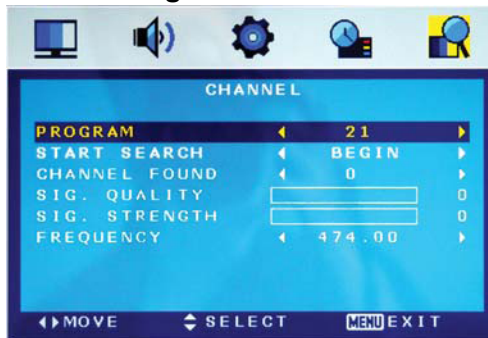 CHANNEL
PROGRAM 21
START SEARCH BEGIN
CHANNEL FOUND 0
SIG. QUALITY 0
SIG. STRENGTH 0
FREQUENCY 474.00
MOVE SELECT MENU EXIT